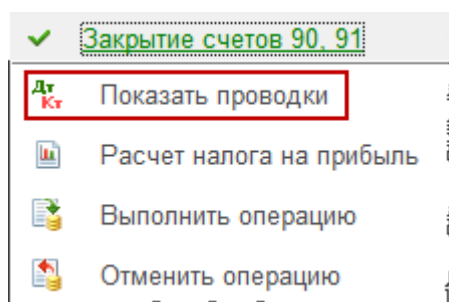 Закрытие счетов 90, 91
Дт Кт Показать проводки
Расчет налога на прибыль
Выполнить операцию
Отменить операцию